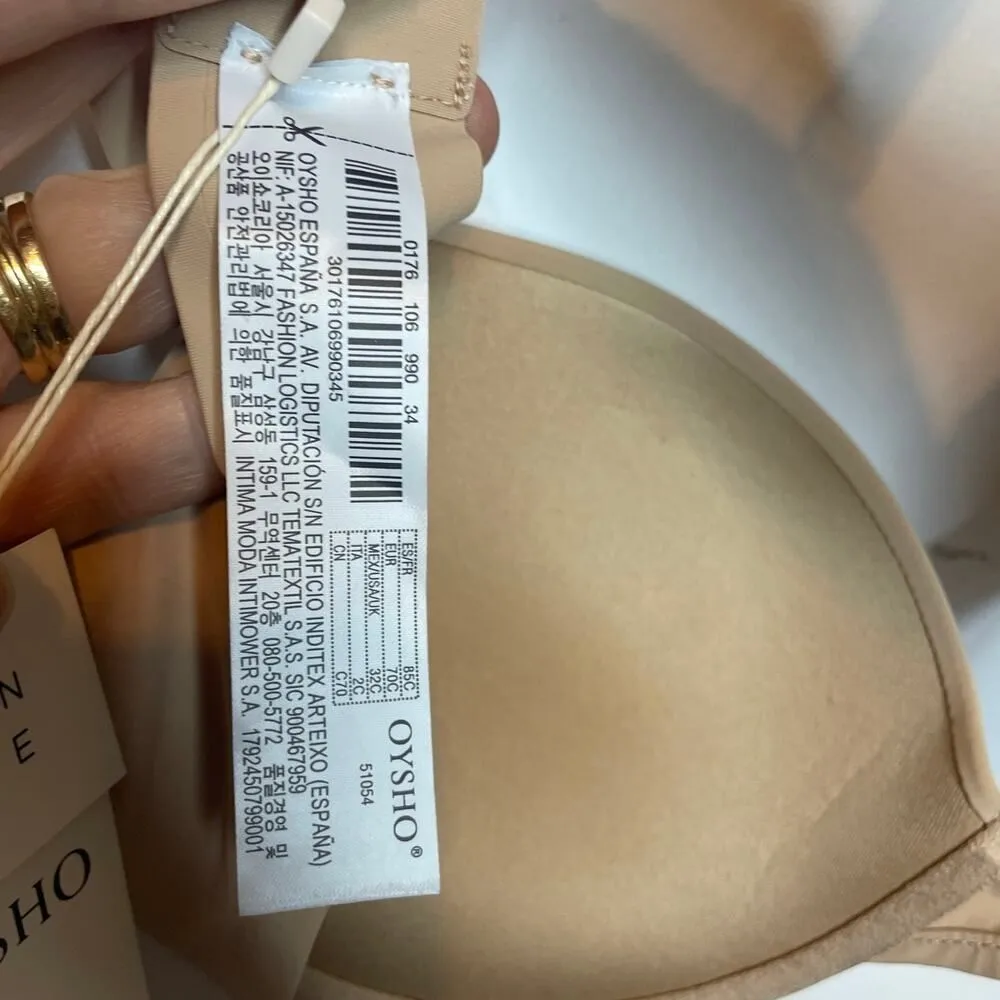 0176 106 990 34
3017610699​0345
OYSHO ESPAÑA S.A. AV. DIPUTACIÓN S/N EDIFICIO INDITEX ARTEIXO (ESPAÑA)
NIF: A-15026347 FASHION LOGISTICS LLC TEMATEXTIL S.A.S. SIC 900467959
오이쇼코리아 서울시 강남구 삼성동 159-1 무역센터 20층 080-500-5772 품질경영 및
공산품 안전관리법에 의한 품질표시 INTIMA MODA INTIMOWER S.A. 1792450799001
ES/FR 85C
EUR 70C
MEX/USA/UK 32C
ITA 2C
CN C70
OYSHO®
51054
N
E
SHO